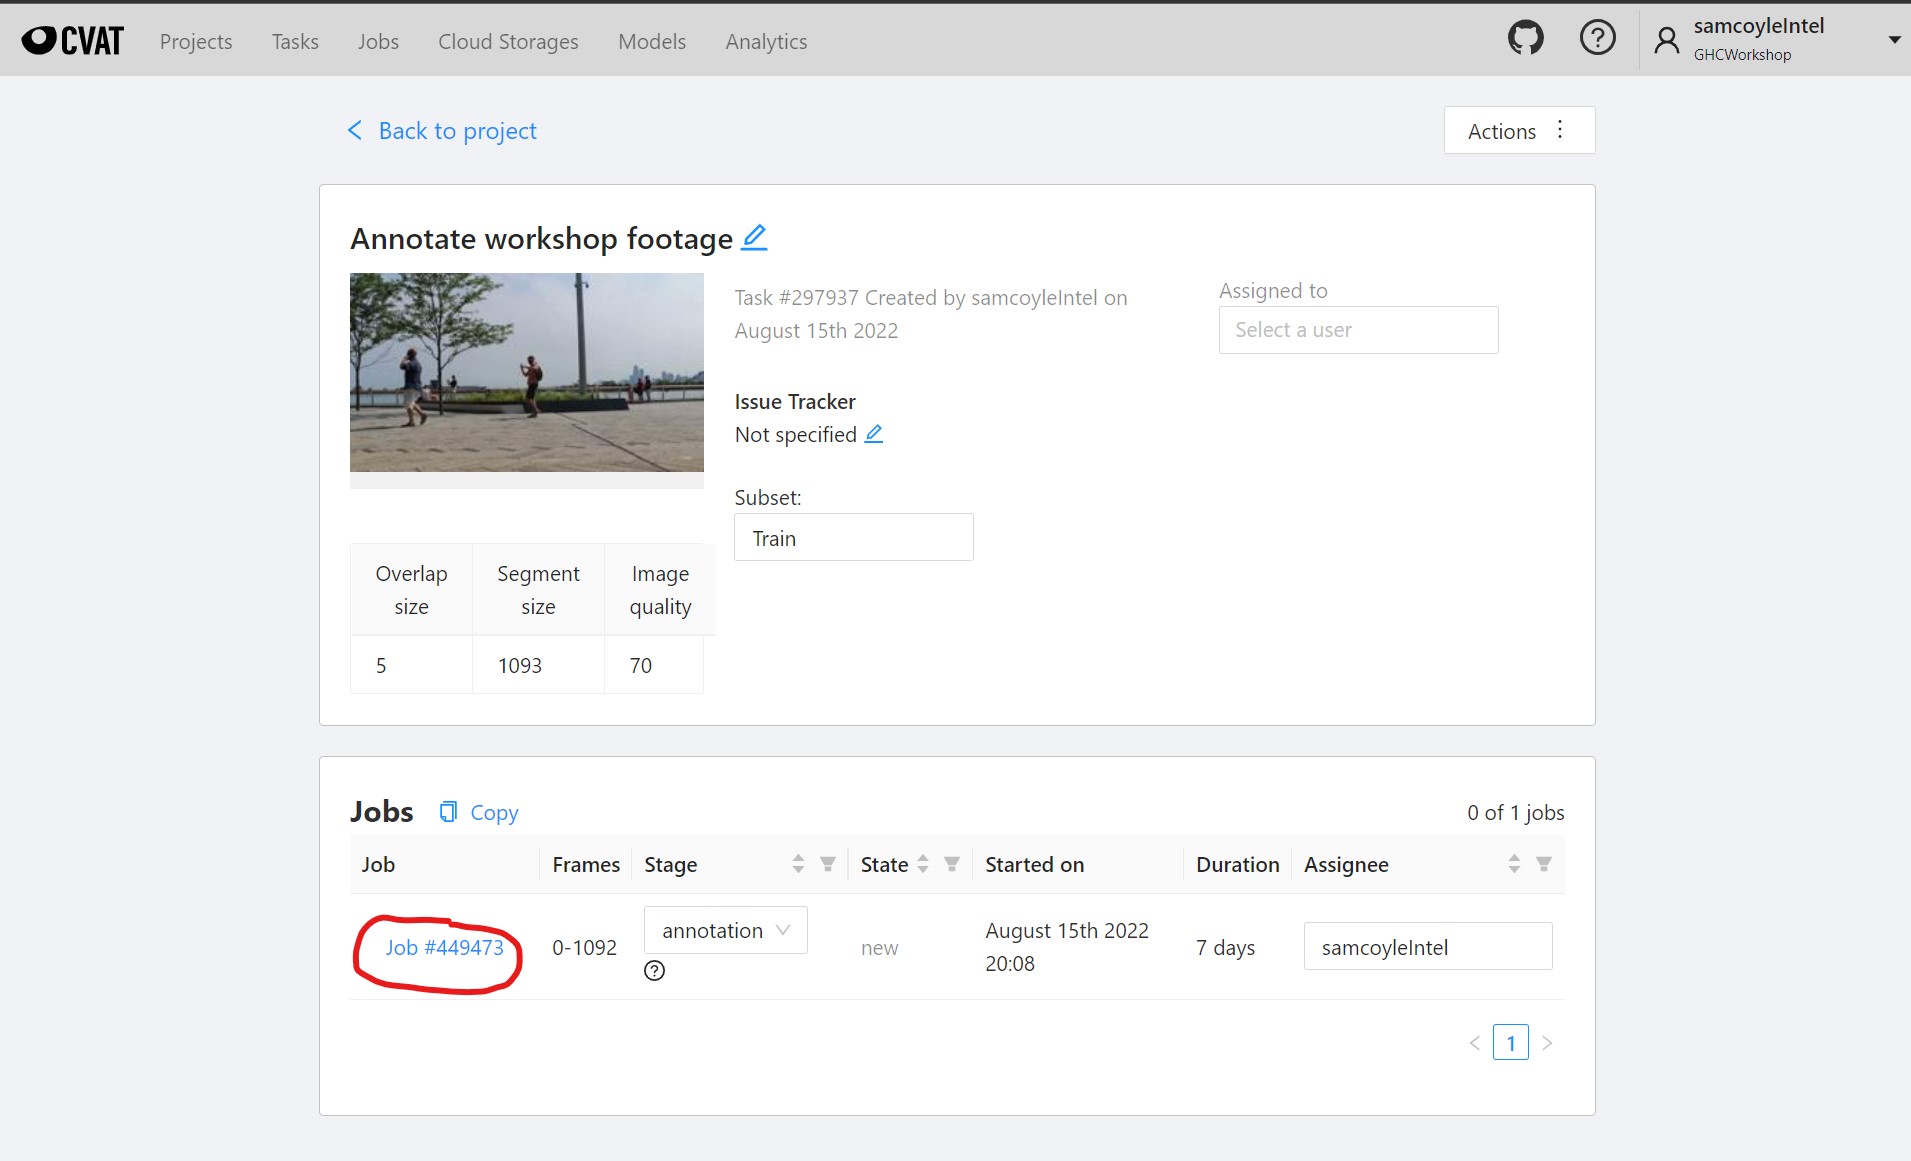 CVAT Projects Tasks Jobs Cloud Storages Models Analytics
samcoyleIntel
GHCWorkshop
Back to project
Actions
Annotate workshop footage
Task #297937 Created by samcoyleIntel on
August 15th 2022
Assigned to
Select a user
Issue Tracker
Not specified
Subset:
Train
Overlap size
Segment size
Image quality
5 1093 70
Jobs Copy 0 of 1 jobs
Job Frames Stage State Started on Duration Assignee
Job #449473 0-1092 annotation new August 15th 2022 20:08 7 days samcoyleIntel
1